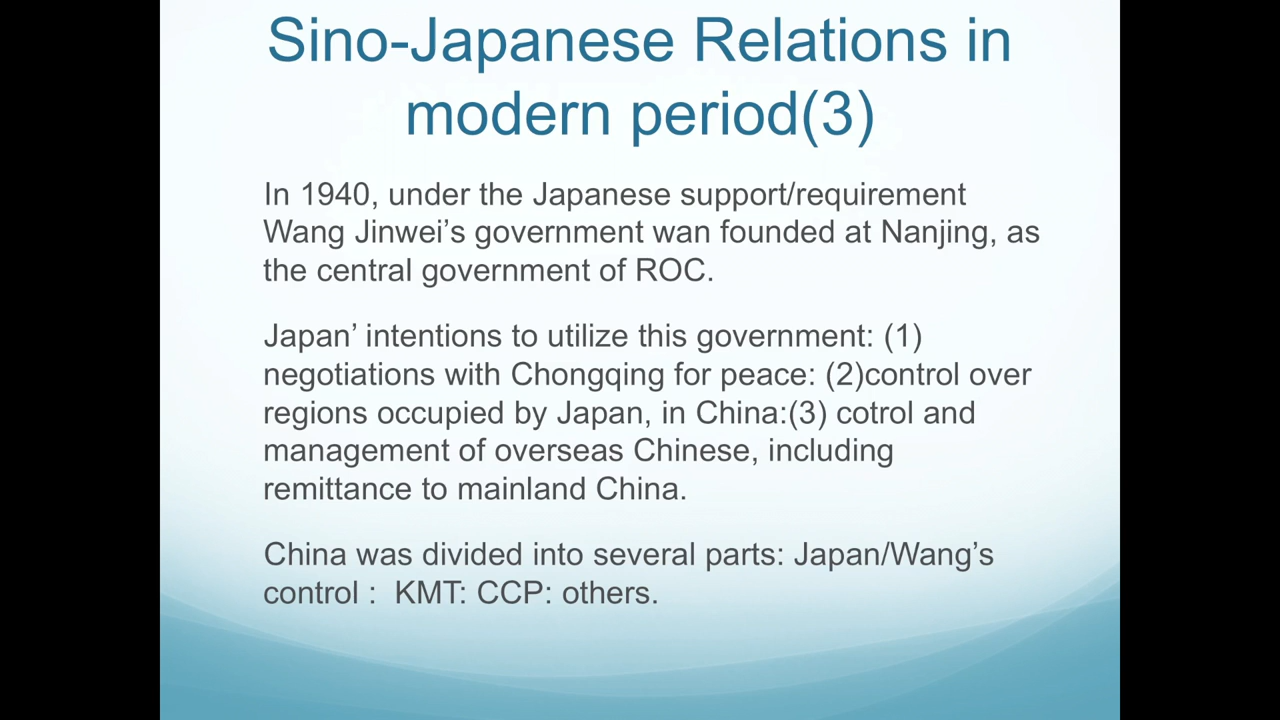 Sino-Japanese Relations in
modern period(3)
In 1940, under the Japanese support/requirement
Wang Jinwei’s government wan founded at Nanjing, as
the central government of ROC.
Japan’ intentions to utilize this government: (1)
negotiations with Chongqing for peace: (2)control over
regions occupied by Japan, in China:(3) cotrol and
management of overseas Chinese, including
remittance to mainland China.
China was divided into several parts: Japan/Wang’s
control :  KMT: CCP: others.